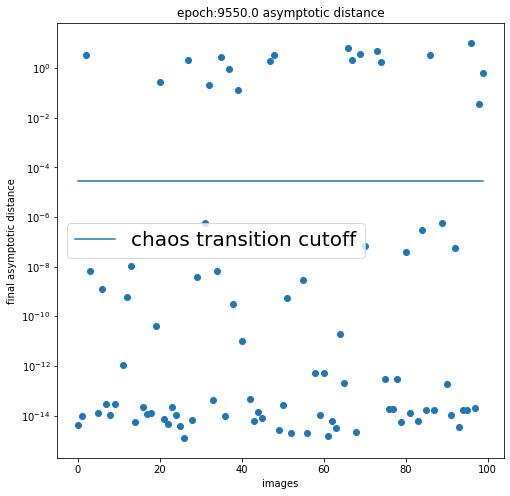 epoch:9550.0 asymptotic distance
final asymptotic distance
10^0
10^-2
10^-4
10^-6
10^-8
10^-10
10^-12
10^-14
chaos transition cutoff
0 20 40 60 80 100
images